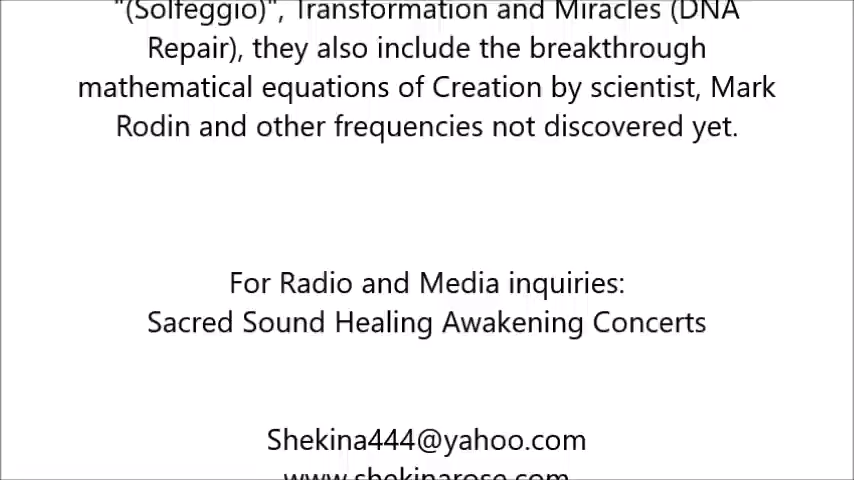 "(Solfeggio)", Transformation and Miracles (DNA
Repair), they also include the breakthrough
mathematical equations of Creation by scientist, Mark
Rodin and other frequencies not discovered yet.
For Radio and Media inquiries:
Sacred Sound Healing Awakening Concerts
Shekina444@yahoo.com
www.shekinarose.com